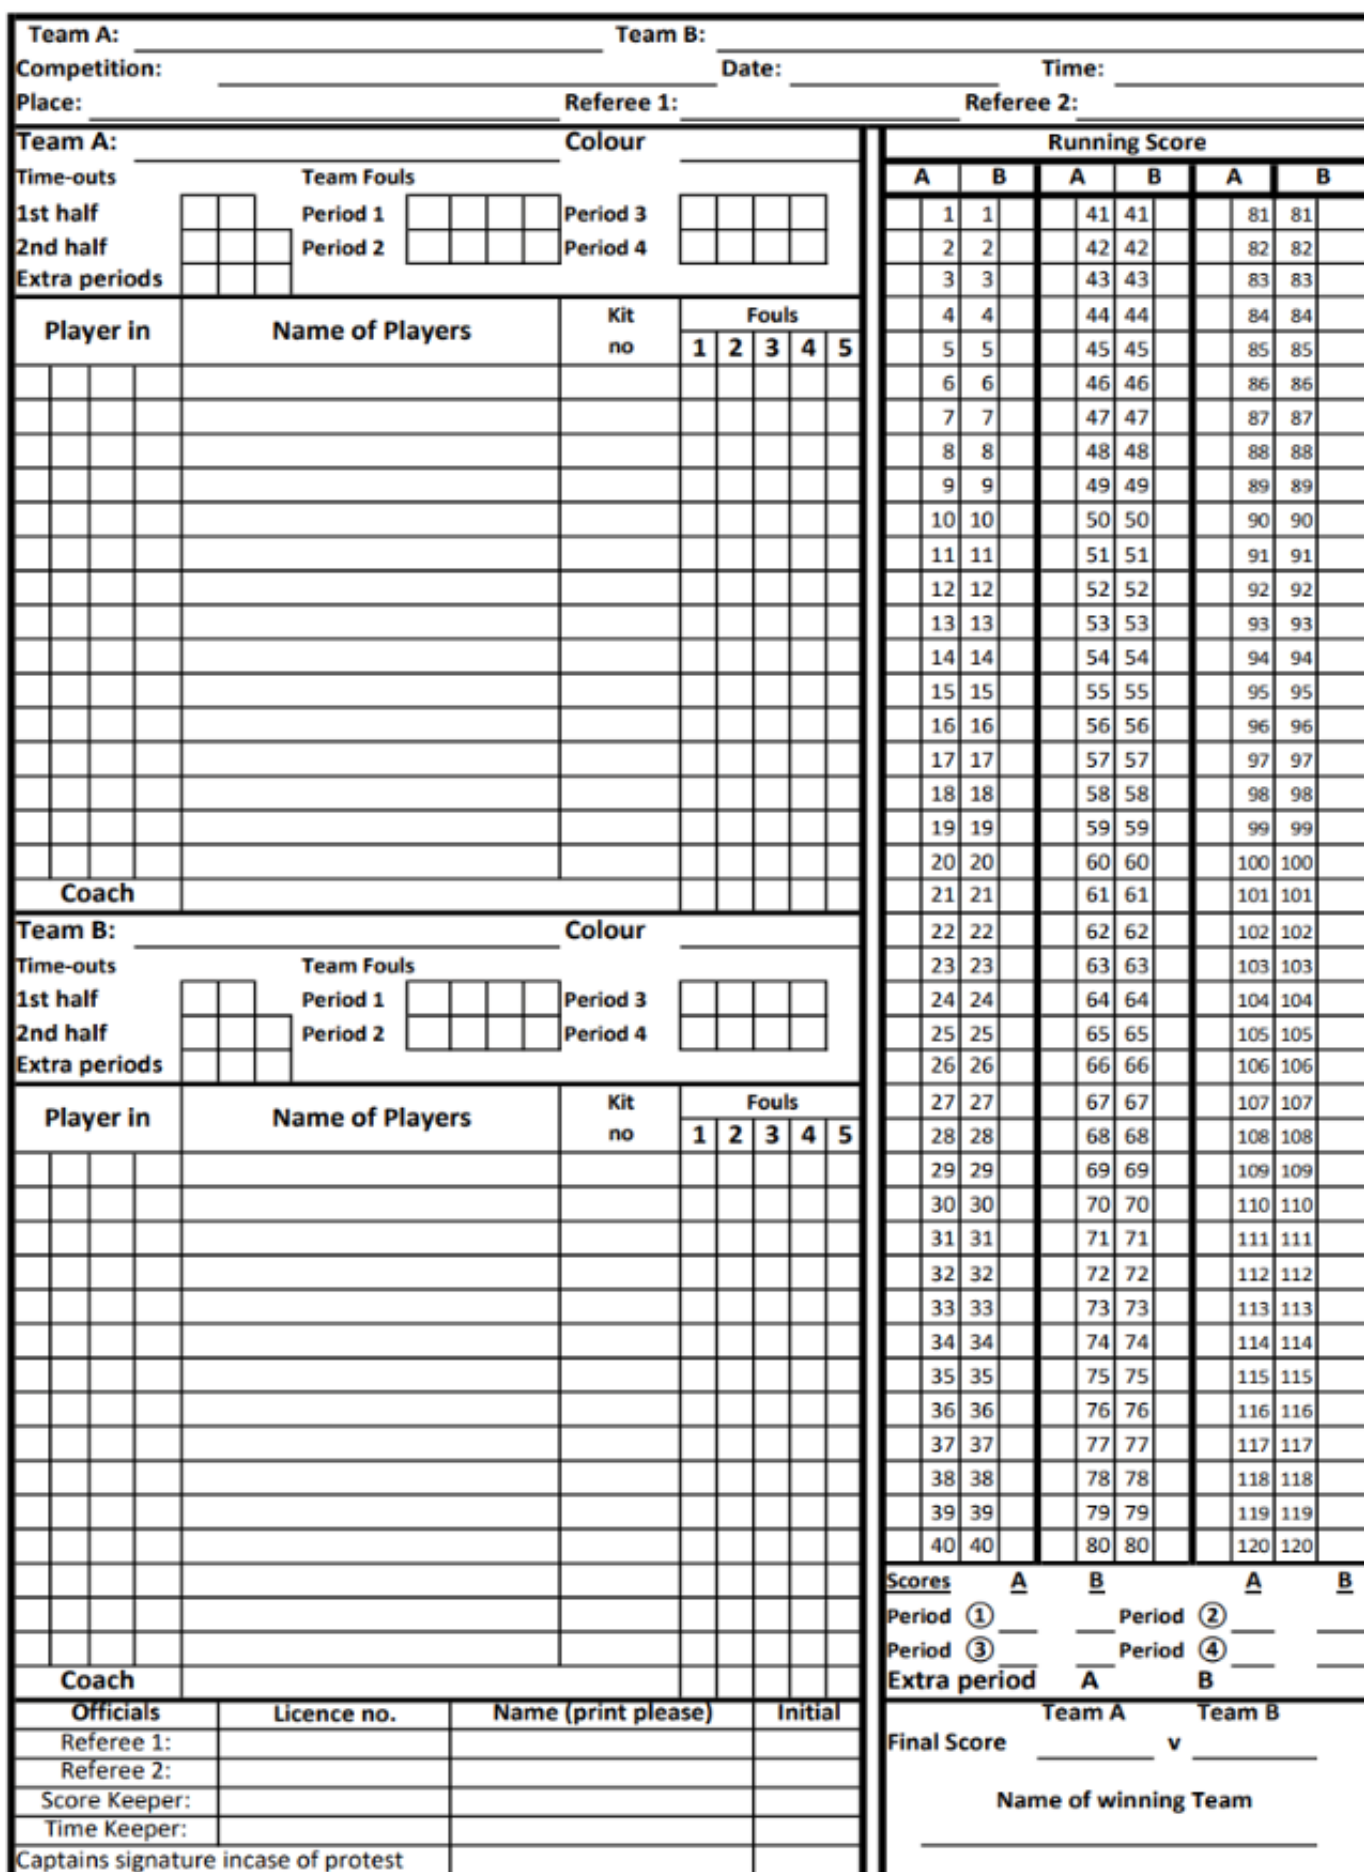 Team A: Team B:
Competition: Date: Time:
Place: Referee 1: Referee 2:
Team A: Colour
Time-outs Team Fouls
1st half Period 1 Period 3
2nd half Period 2 Period 4
Extra periods
Player in Name of Players Kit no Fouls
1 2 3 4 5
Coach
Team B: Colour
Time-outs Team Fouls
1st half Period 1 Period 3
2nd half Period 2 Period 4
Extra periods
Player in Name of Players Kit no Fouls
1 2 3 4 5
Coach
Officials Licence no. Name (print please) Initial
Referee 1:
Referee 2:
Score Keeper:
Time Keeper:
Captains signature incase of protest
Running Score
A B A B A B
1 1 41 41 81 81
2 2 42 42 82 82
3 3 43 43 83 83
4 4 44 44 84 84
5 5 45 45 85 85
6 6 46 46 86 86
7 7 47 47 87 87
8 8 48 48 88 88
9 9 49 49 89 89
10 10 50 50 90 90
11 11 51 51 91 91
12 12 52 52 92 92
13 13 53 53 93 93
14 14 54 54 94 94
15 15 55 55 95 95
16 16 56 56 96 96
17 17 57 57 97 97
18 18 58 58 98 98
19 19 59 59 99 99
20 20 60 60 100 100
21 21 61 61 101 101
22 22 62 62 102 102
23 23 63 63 103 103
24 24 64 64 104 104
25 25 65 65 105 105
26 26 66 66 106 106
27 27 67 67 107 107
28 28 68 68 108 108
29 29 69 69 109 109
30 30 70 70 110 110
31 31 71 71 111 111
32 32 72 72 112 112
33 33 73 73 113 113
34 34 74 74 114 114
35 35 75 75 115 115
36 36 76 76 116 116
37 37 77 77 117 117
38 38 78 78 118 118
39 39 79 79 119 119
40 40 80 80 120 120
Scores A B A B
Period ① Period ②
Period ③ Period ④
Extra period A B
Team A Team B
Final Score v
Name of winning Team